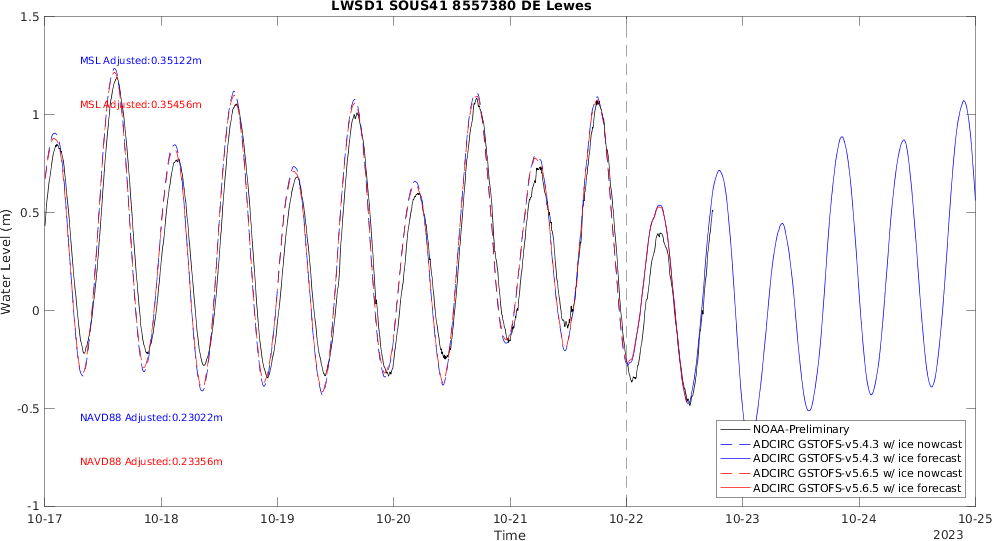 LWSD1 SOUS41 8557380 DE Lewes
1.5
1
0.5
0
-0.5
-1
Water Level (m)
MSL Adjusted:0.35122m
MSL Adjusted:0.35456m
NAVD88 Adjusted:0.23022m
NAVD88 Adjusted:0.23356m
NOAA-Preliminary
ADCIRC GSTOFS-v5.4.3 w/ ice nowcast
ADCIRC GSTOFS-v5.4.3 w/ ice forecast
ADCIRC GSTOFS-v5.6.5 w/ ice nowcast
ADCIRC GSTOFS-v5.6.5 w/ ice forecast
10-17 10-18 10-19 10-20 10-21 10-22 10-23 10-24 10-25
Time
2023